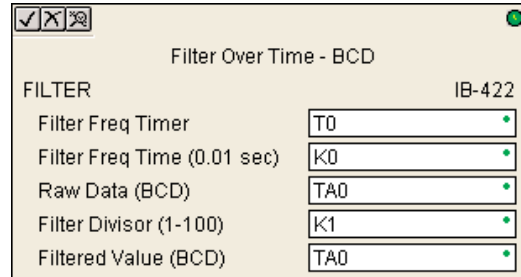 Filter Over Time - BCD
FILTER IB-422
Filter Freq Timer T0
Filter Freq Time (0.01 sec) K0
Raw Data (BCD) TA0
Filter Divisor (1-100) K1
Filtered Value (BCD) TA0